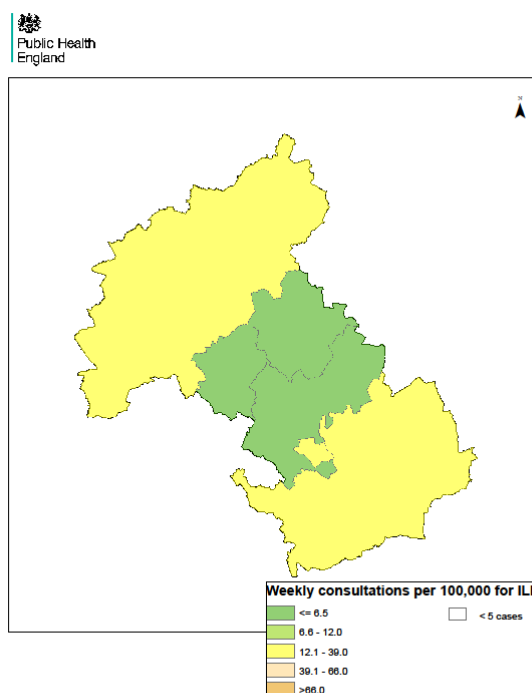 Public Health
England
N
Weekly consultations per 100,000 for ILI
<= 6.5
< 5 cases
6.6 - 12.0
12.1 - 39.0
39.1 - 66.0
>66.0